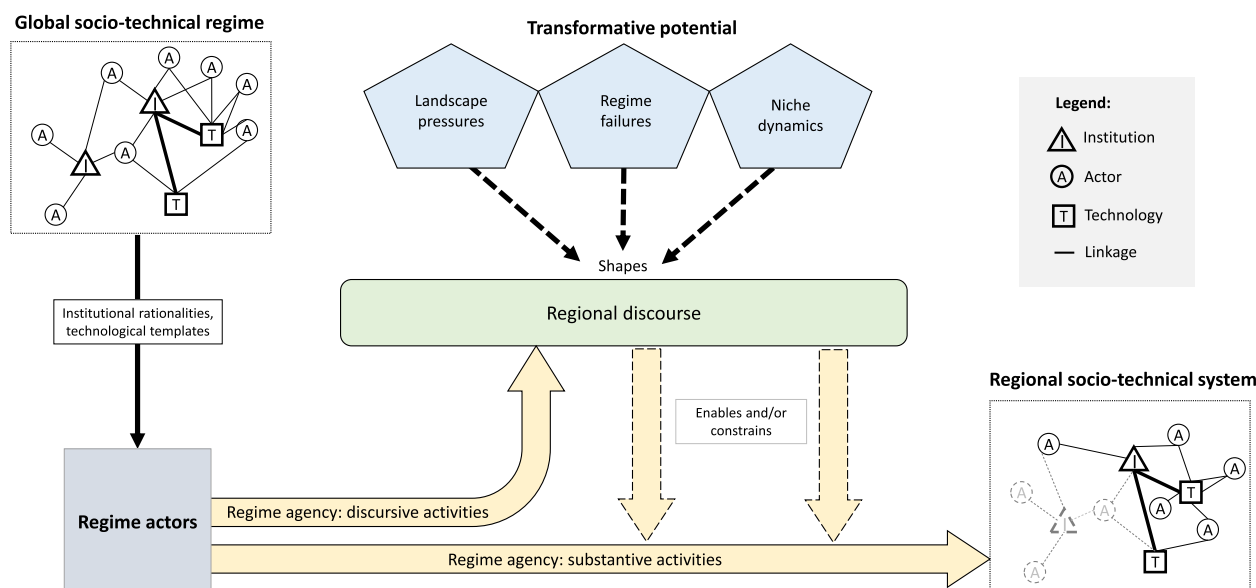 Global socio-technical regime
A
A
A
A
A
I
A
T
A
A
I
T
A
Institutional rationalities,
technological templates
Regime actors
Transformative potential
Landscape
pressures
Regime
failures
Niche
dynamics
Shapes
Regional discourse
Enables and/or
constrains
Regime agency: discursive activities
Regime agency: substantive activities
Legend:
I Institution
A Actor
T Technology
Linkage
Regional socio-technical system
A
A
I
A
A
T
A
A
I
A
T
A